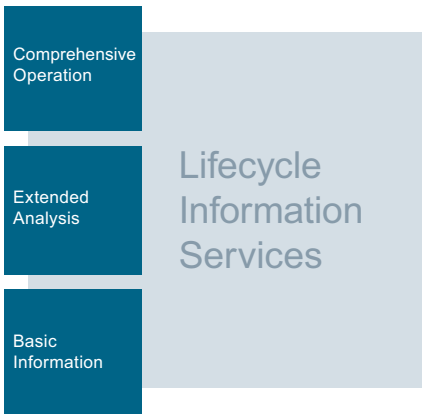 Comprehensive
Operation
Extended
Analysis
Basic
Information
Lifecycle
Information
Services